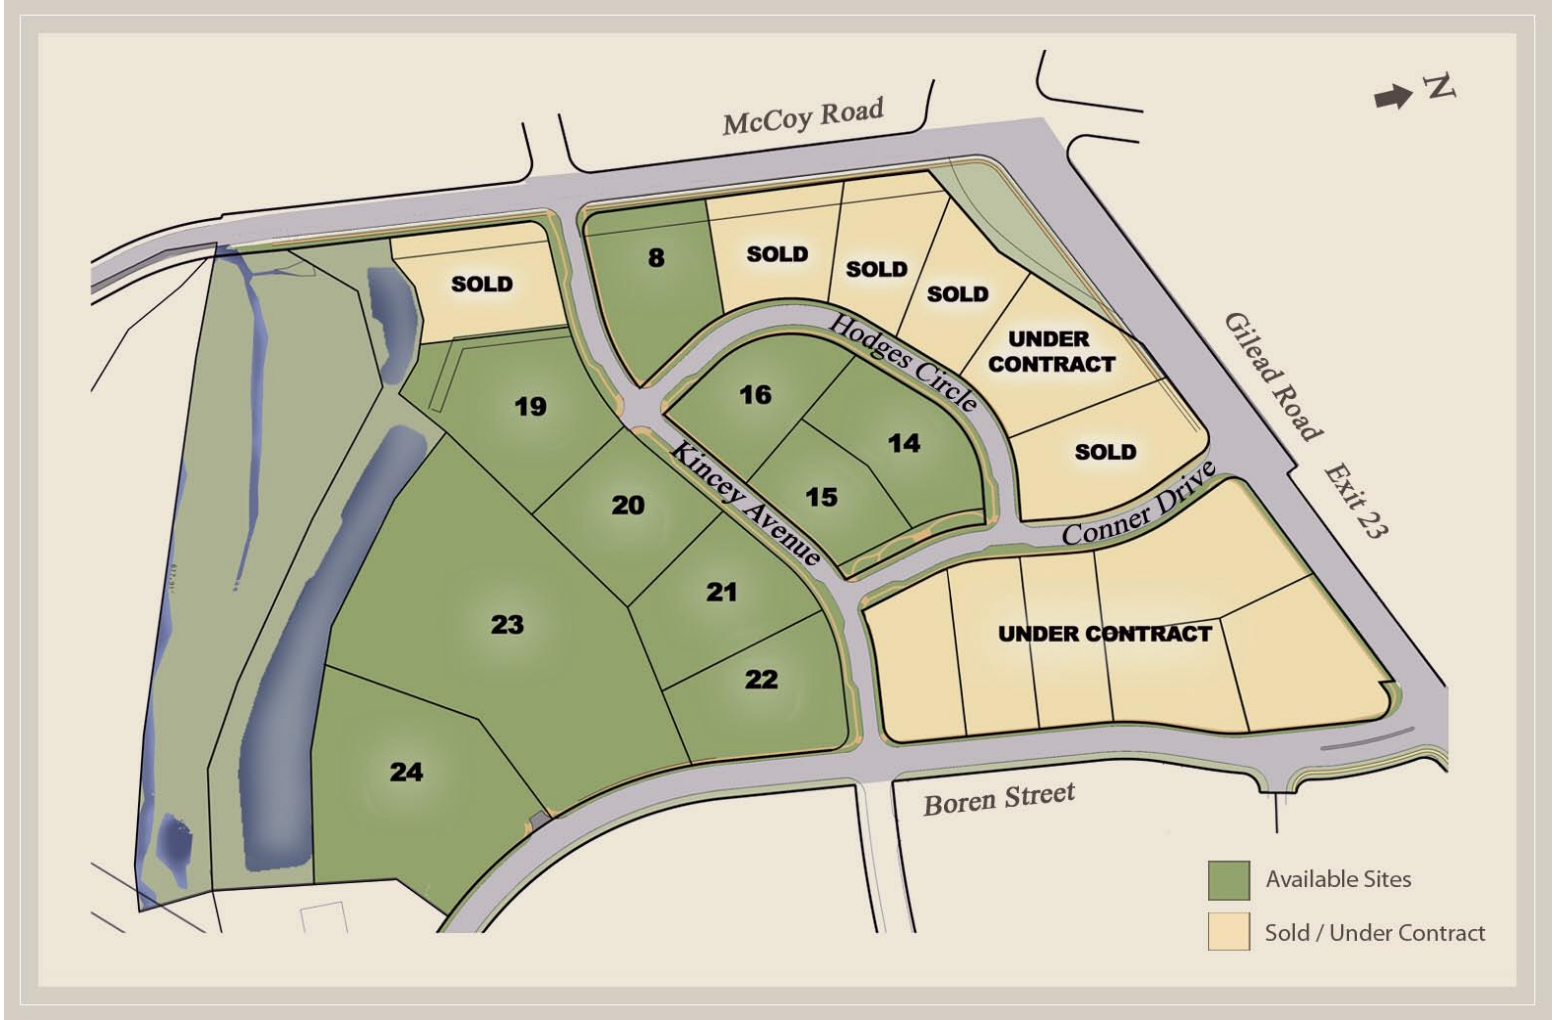 McCoy Road
N
8
SOLD
SOLD
SOLD
SOLD
Hodges Circle
UNDER
CONTRACT
Gilead Road
Exit 23
19
16
14
SOLD
20
Kincey Avenue
15
Conner Drive
21
23
22
UNDER CONTRACT
24
Boren Street
Available Sites
Sold / Under Contract